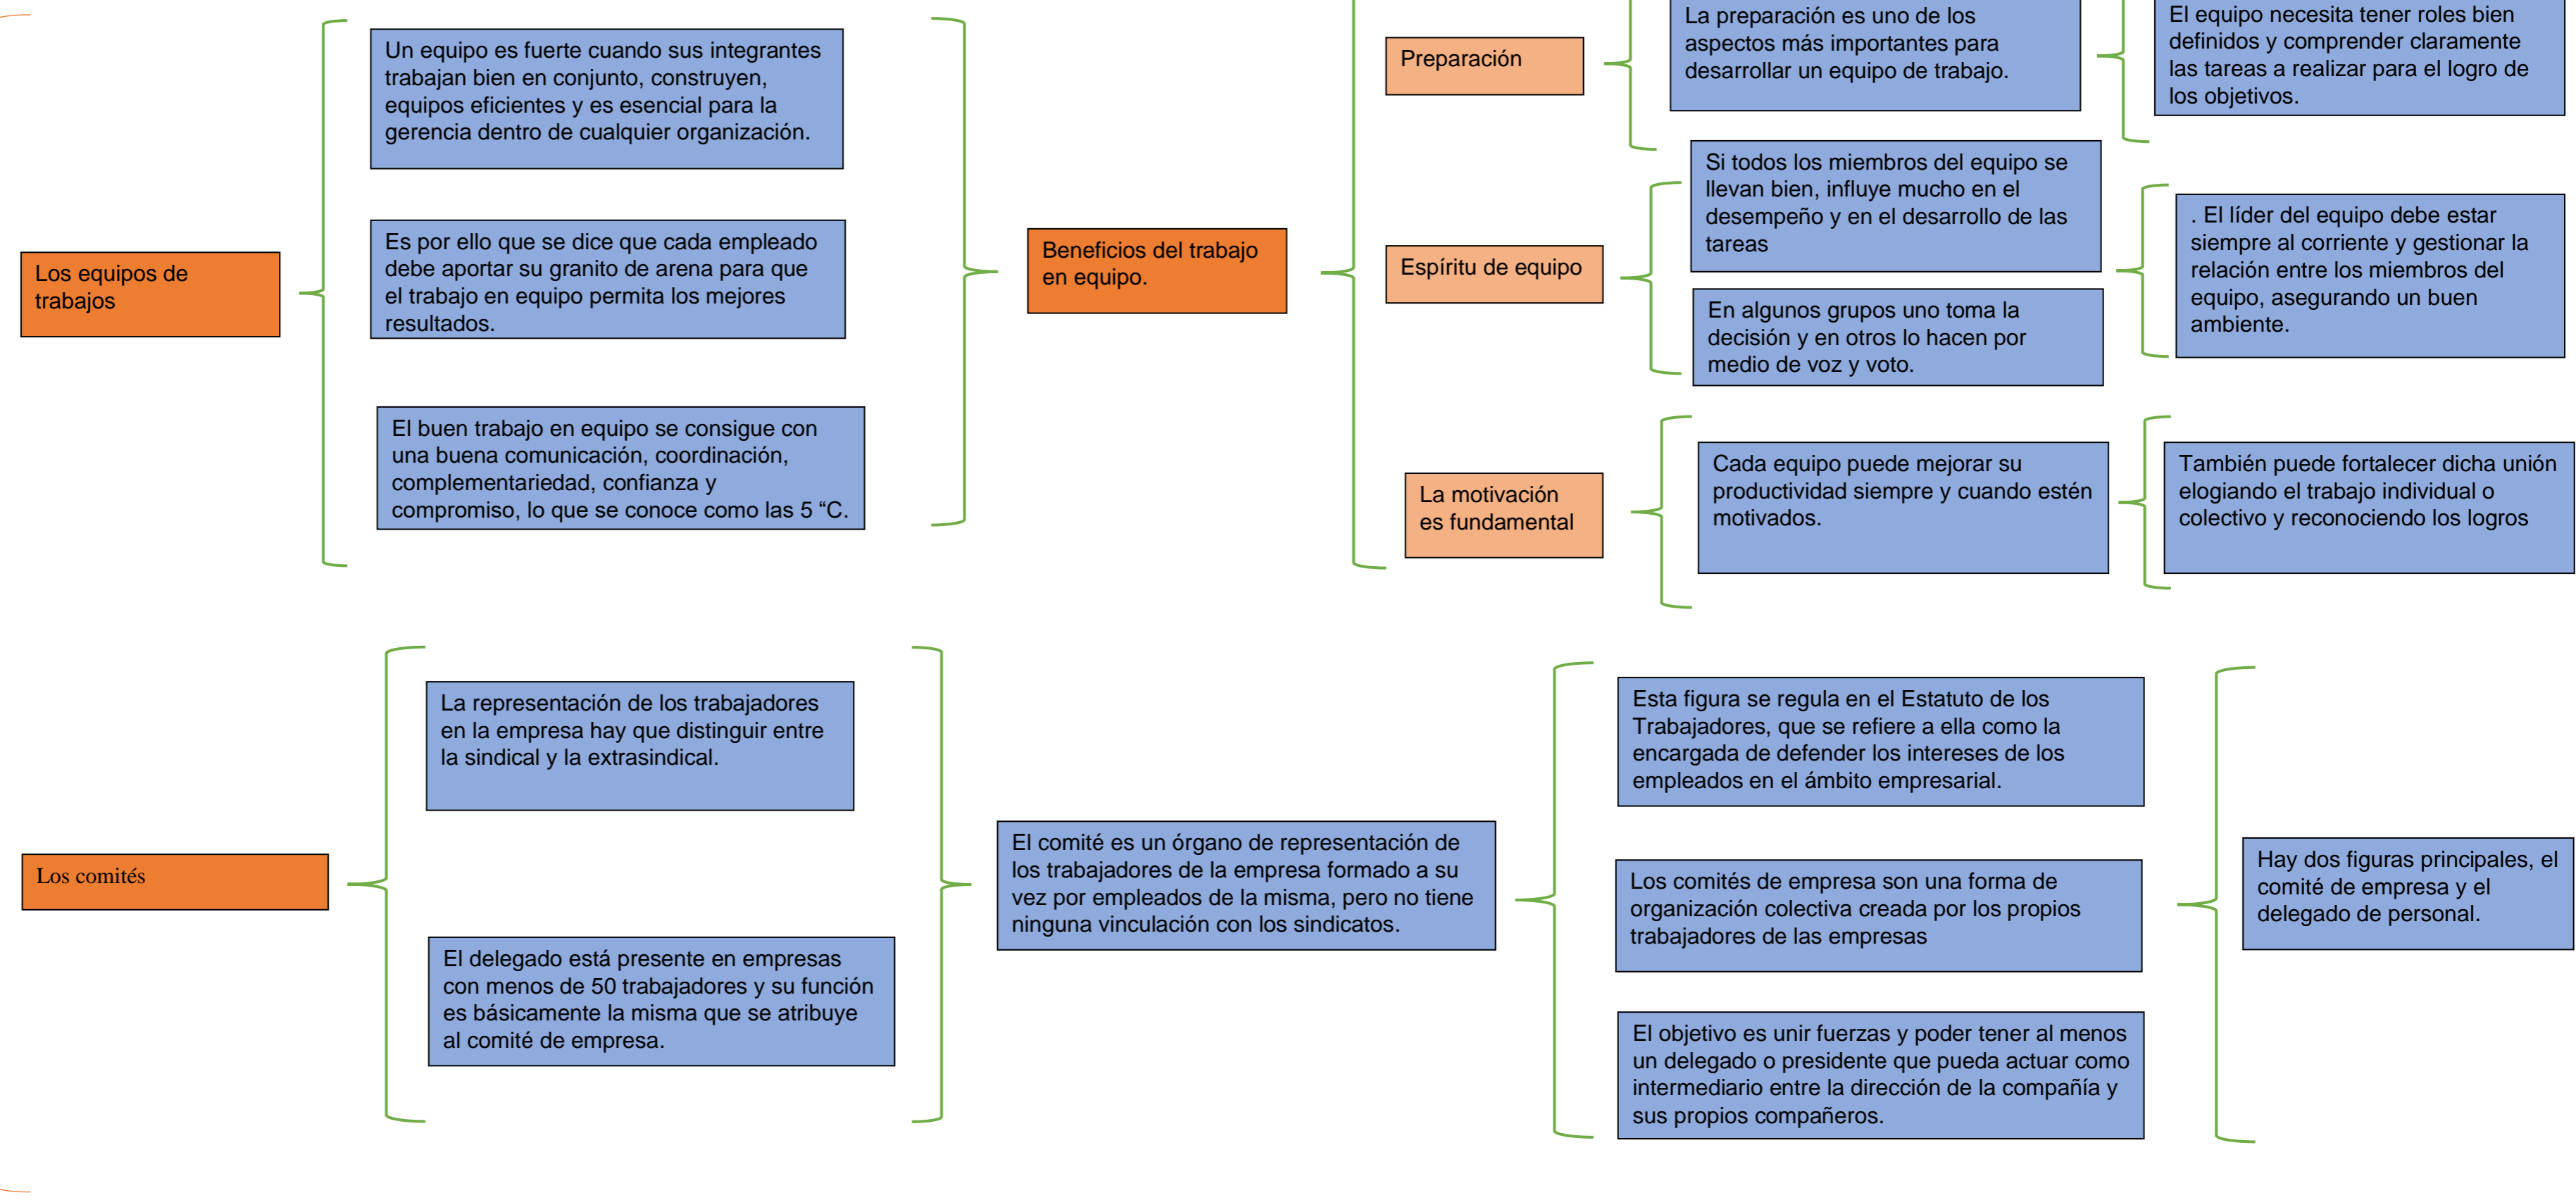 Los equipos de
trabajos
Un equipo es fuerte cuando sus integrantes
trabajan bien en conjunto, construyen,
equipos eficientes y es esencial para la
gerencia dentro de cualquier organización.
Es por ello que se dice que cada empleado
debe aportar su granito de arena para que
el trabajo en equipo permita los mejores
resultados.
El buen trabajo en equipo se consigue con
una buena comunicación, coordinación,
complementariedad, confianza y
compromiso, lo que se conoce como las 5 “C.
Beneficios del trabajo
en equipo.
Preparación
La preparación es uno de los
aspectos más importantes para
desarrollar un equipo de trabajo.
El equipo necesita tener roles bien
definidos y comprender claramente
las tareas a realizar para el logro de
los objetivos.
Espíritu de equipo
Si todos los miembros del equipo se
llevan bien, influye mucho en el
desempeño y en el desarrollo de las
tareas
En algunos grupos uno toma la
decisión y en otros lo hacen por
medio de voz y voto.
. El líder del equipo debe estar
siempre al corriente y gestionar la
relación entre los miembros del
equipo, asegurando un buen
ambiente.
La motivación
es fundamental
Cada equipo puede mejorar su
productividad siempre y cuando estén
motivados.
También puede fortalecer dicha unión
elogiando el trabajo individual o
colectivo y reconociendo los logros
Los comités
La representación de los trabajadores
en la empresa hay que distinguir entre
la sindical y la extrasindical.
El delegado está presente en empresas
con menos de 50 trabajadores y su función
es básicamente la misma que se atribuye
al comité de empresa.
El comité es un órgano de representación de
los trabajadores de la empresa formado a su
vez por empleados de la misma, pero no tiene
ninguna vinculación con los sindicatos.
Esta figura se regula en el Estatuto de los
Trabajadores, que se refiere a ella como la
encargada de defender los intereses de los
empleados en el ámbito empresarial.
Los comités de empresa son una forma de
organización colectiva creada por los propios
trabajadores de las empresas
El objetivo es unir fuerzas y poder tener al menos
un delegado o presidente que pueda actuar como
intermediario entre la dirección de la compañía y
sus propios compañeros.
Hay dos figuras principales, el
comité de empresa y el
delegado de personal.